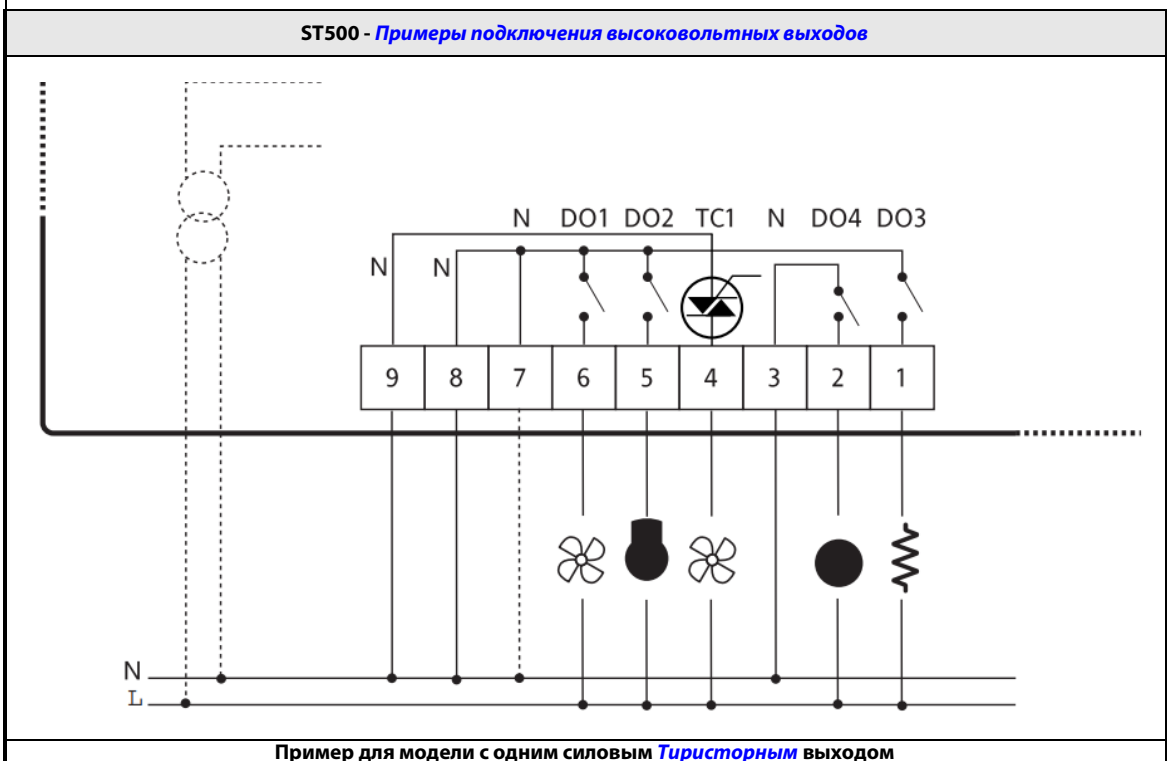 ST500 - Примеры подключения высоковольтных выходов
N DO1 DO2 TC1 N DO4 DO3
N N
9 8 7 6 5 4 3 2 1
N
L
Пример для модели с одним силовым Тиристорным выходом